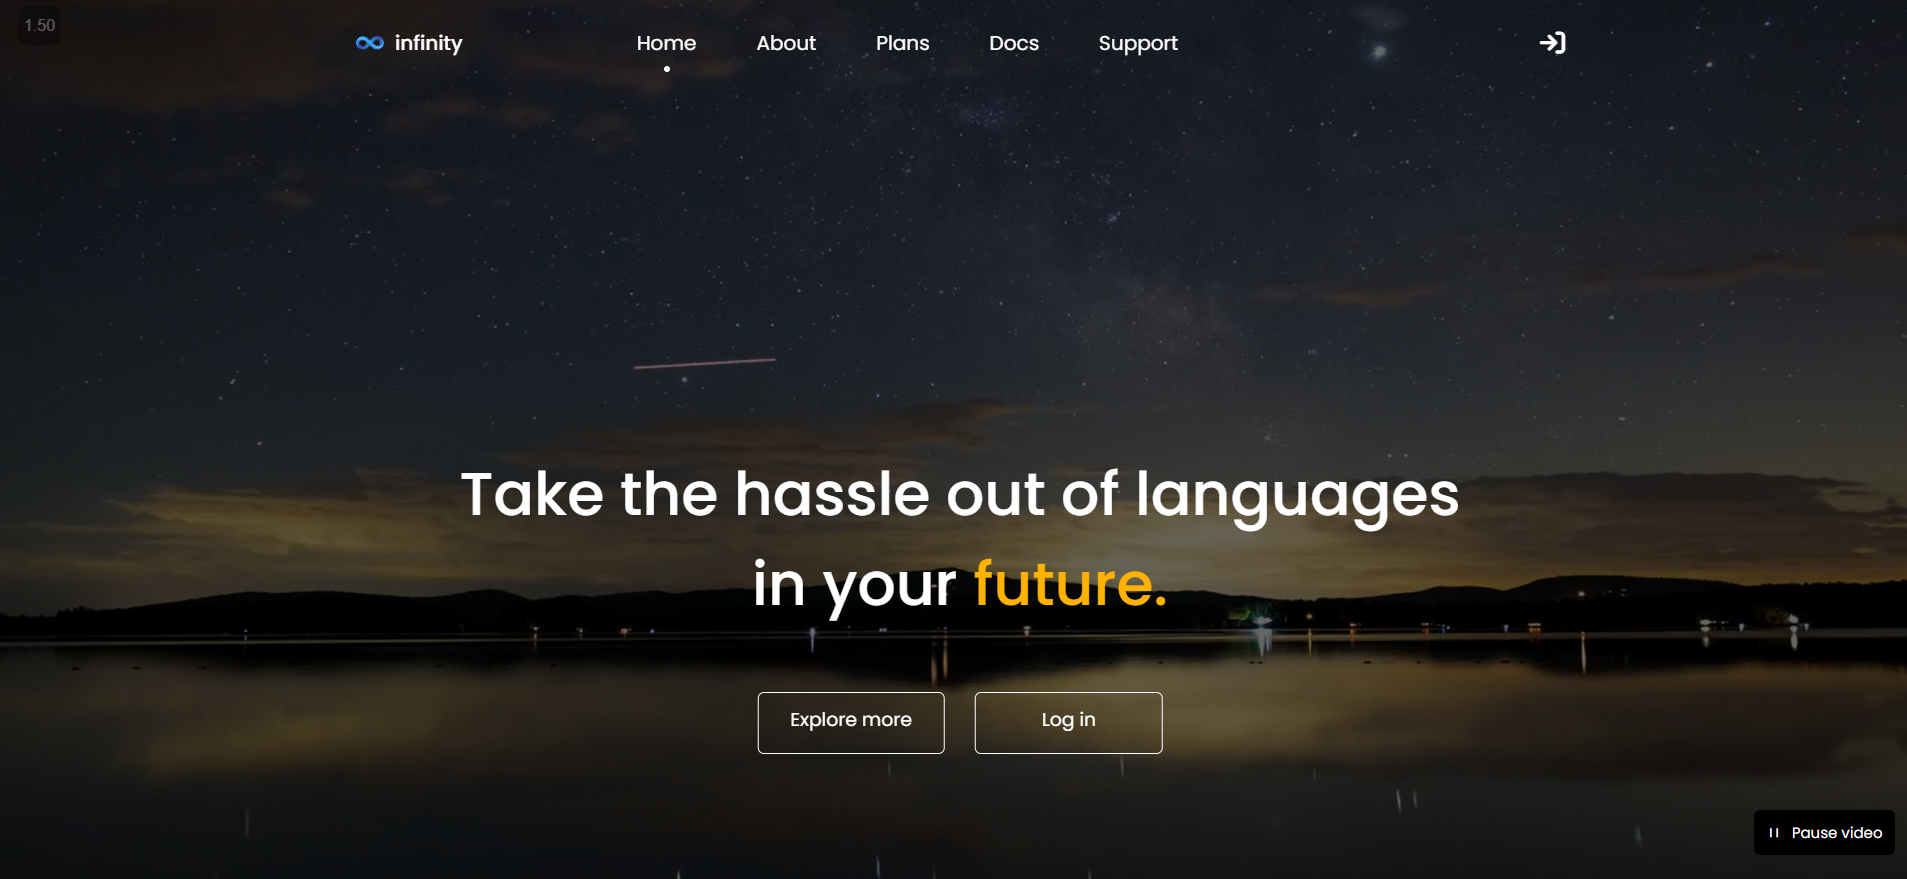 1.50
infinity
Home
About
Plans
Docs
Support
Take the hassle out of languages
in your future.
Explore more
Log in
Pause video